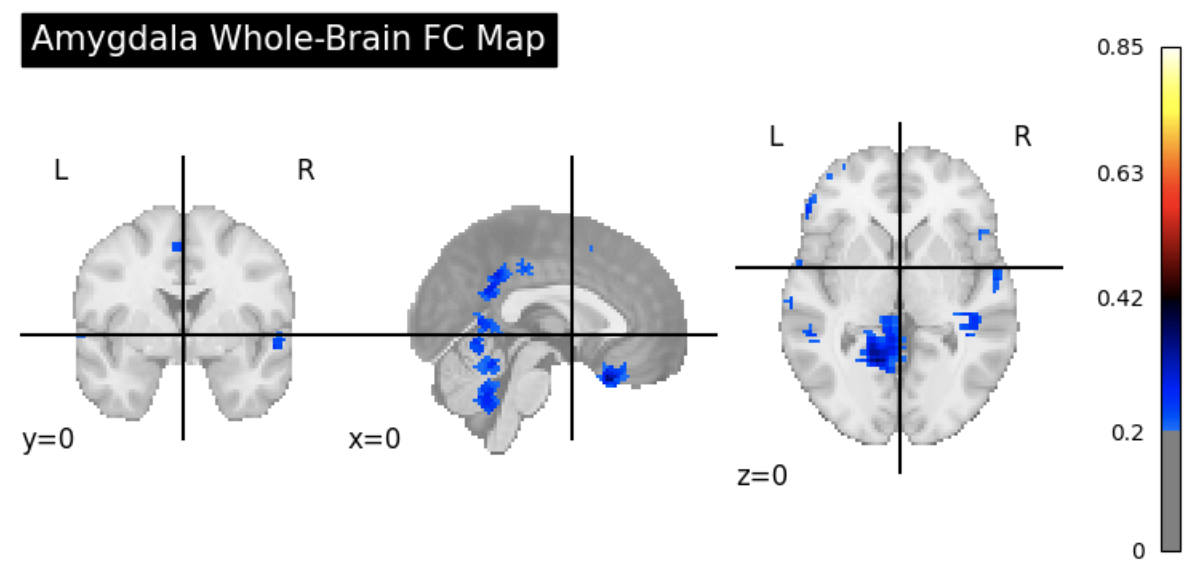 Amygdala Whole-Brain FC Map
L R
y=0
x=0
L R
z=0
0.85
0.63
0.42
0.2
0